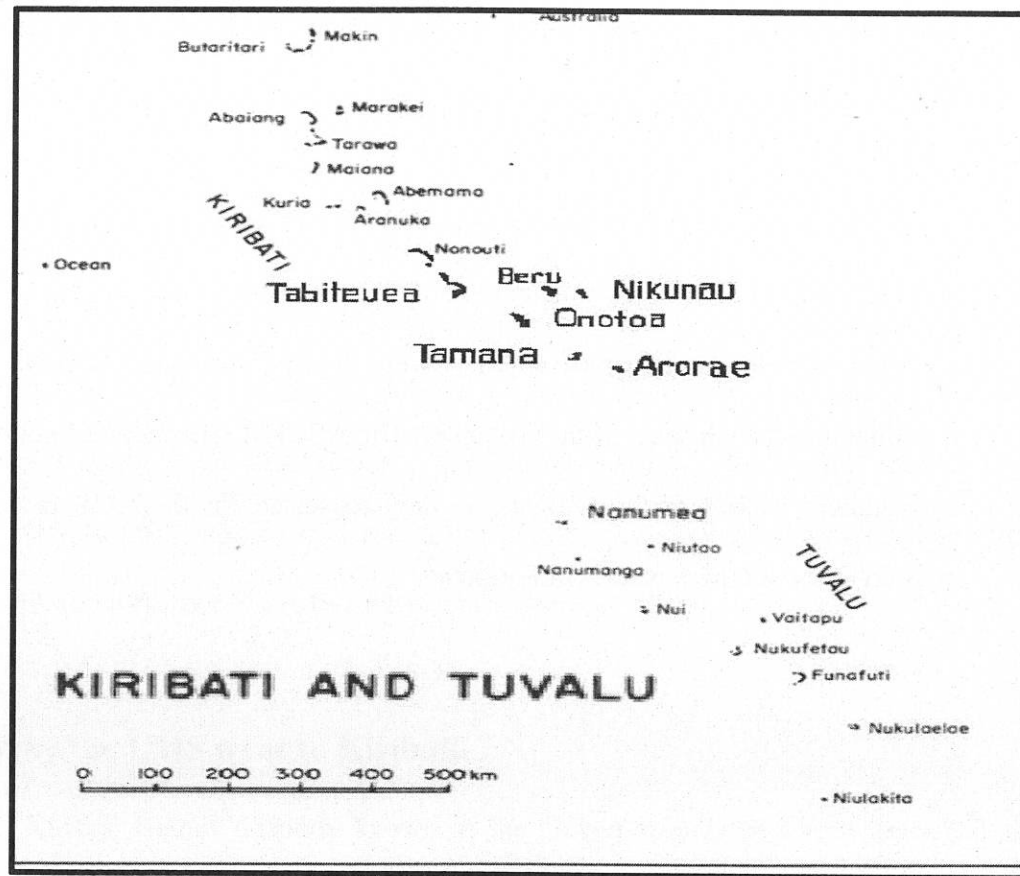 Australia
Makin
Butaritari
Marakei
Abaiang
Tarawa
Maiana
Abemama
Kuria
Aranuka
KIRIBATI
Nonouti
Ocean
Beru
Nikunau
Tabiteuea
Onotoa
Tamana
Arorae
Nanumea
Niutao
Nanumanga
TUVALU
Nui
Vaitapu
Nukufetau
Funafuti
KIRIBATI AND TUVALU
Nukulaelae
0 100 200 300 400 500 km
Niulakita